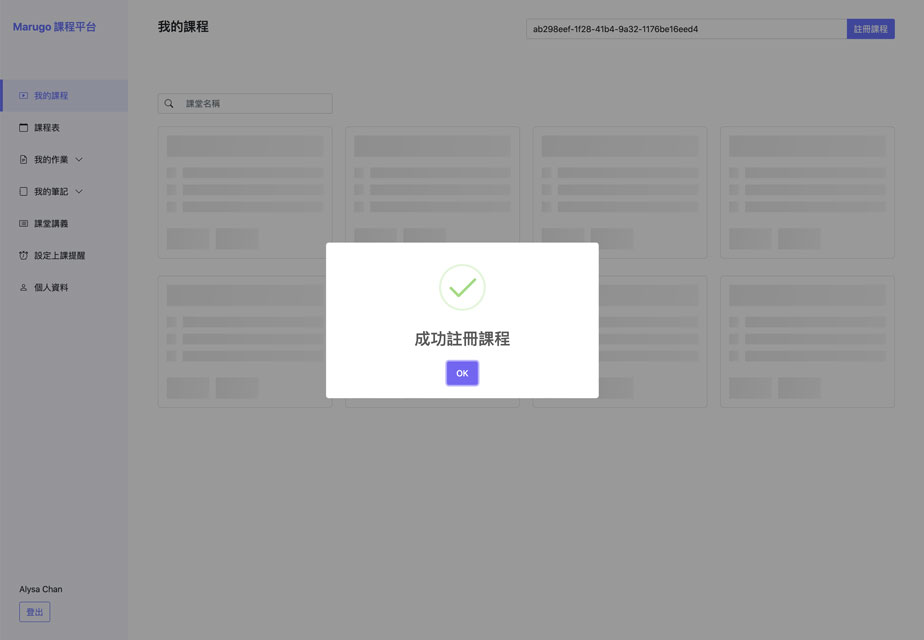 Marugo 課程平台
我的課程
ab298eef-1f28-41b4-9a32-1176be16eed4
註冊課程
我的課程
課程表
我的作業
我的筆記
課堂講義
設定上課提醒
個人資料
課堂名稱
成功註冊課程
OK
Alysa Chan
登出